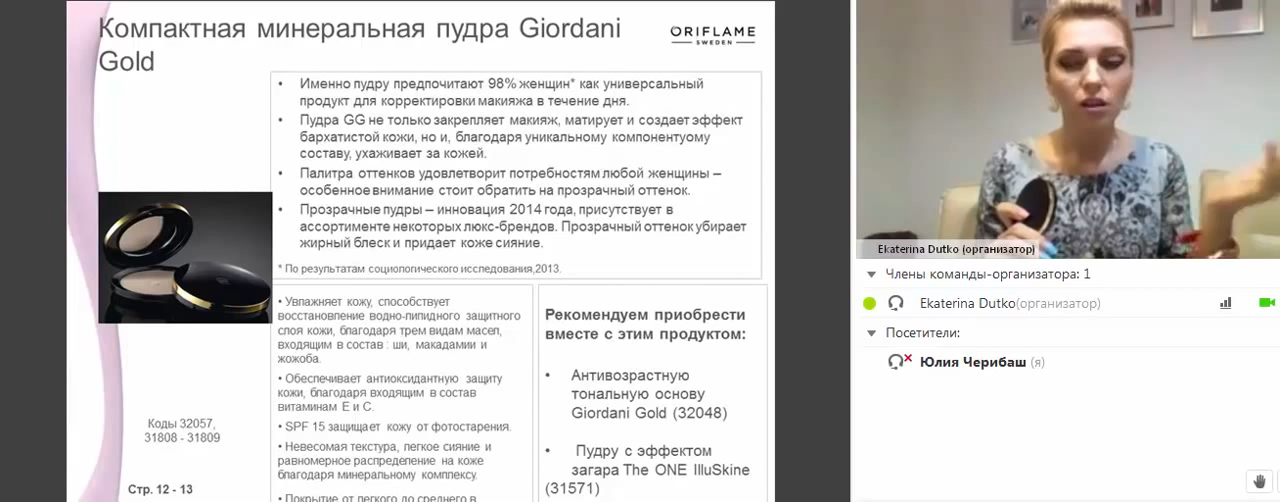 Компактная минеральная пудра Giordani
Gold
ORIFLAME
SWEDEN
• Именно пудру предпочитают 98% женщин* как универсальный
продукт для корректировки макияжа в течение дня.
• Пудра GG не только закрепляет макияж, матирует и создает эффект
бархатистой кожи, но и, благодаря уникальному компонентуому
составу, ухаживает за кожей.
• Палитра оттенков удовлетворит потребностям любой женщины –
особенное внимание стоит обратить на прозрачный оттенок.
• Прозрачные пудры – инновация 2014 года, присутствует в
ассортименте некоторых люкс-брендов. Прозрачный оттенок убирает
жирный блеск и придает коже сияние.
* По результатам социологического исследования,2013.
• Увлажняет кожу, способствует
восстановление водно-липидного защитного
слоя кожи, благодаря трем видам масел,
входящим в состав : ши, макадамии и
жожоба.
• Обеспечивает антиоксидантную защиту
кожи, благодаря входящим в состав
витаминам Е и С.
• SPF 15 защищает кожу от фотостарения.
• Невесомая текстура, легкое сияние и
равномерное распределение на коже
благодаря минеральному комплексу.
• Покрытие от легкого до среднего в
Рекомендуем приобрести
вместе с этим продуктом:
• Антивозрастную
тональную основу
Giordani Gold (32048)
• Пудру с эффектом
загара The ONE IlluSkine
(31571)
Коды 32057,
31808 - 31809
Стр. 12 - 13
Ekaterina Dutko (организатор)
Члены команды-организатора: 1
Ekaterina Dutko(организатор)
Посетители:
Юлия Черибаш (я)